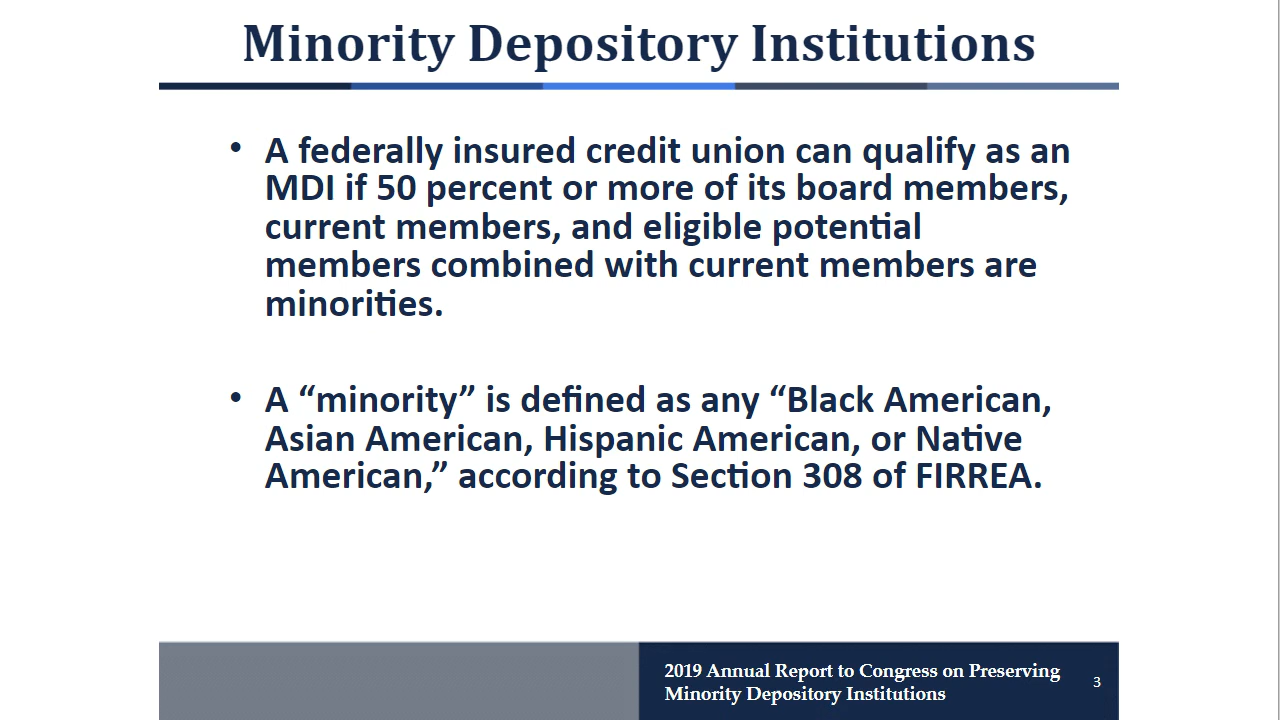 Minority Depository Institutions
• A federally insured credit union can qualify as an
MDI if 50 percent or more of its board members,
current members, and eligible potential
members combined with current members are
minorities.
• A “minority” is defined as any “Black American,
Asian American, Hispanic American, or Native
American,” according to Section 308 of FIRREA.
2019 Annual Report to Congress on Preserving
Minority Depository Institutions
3